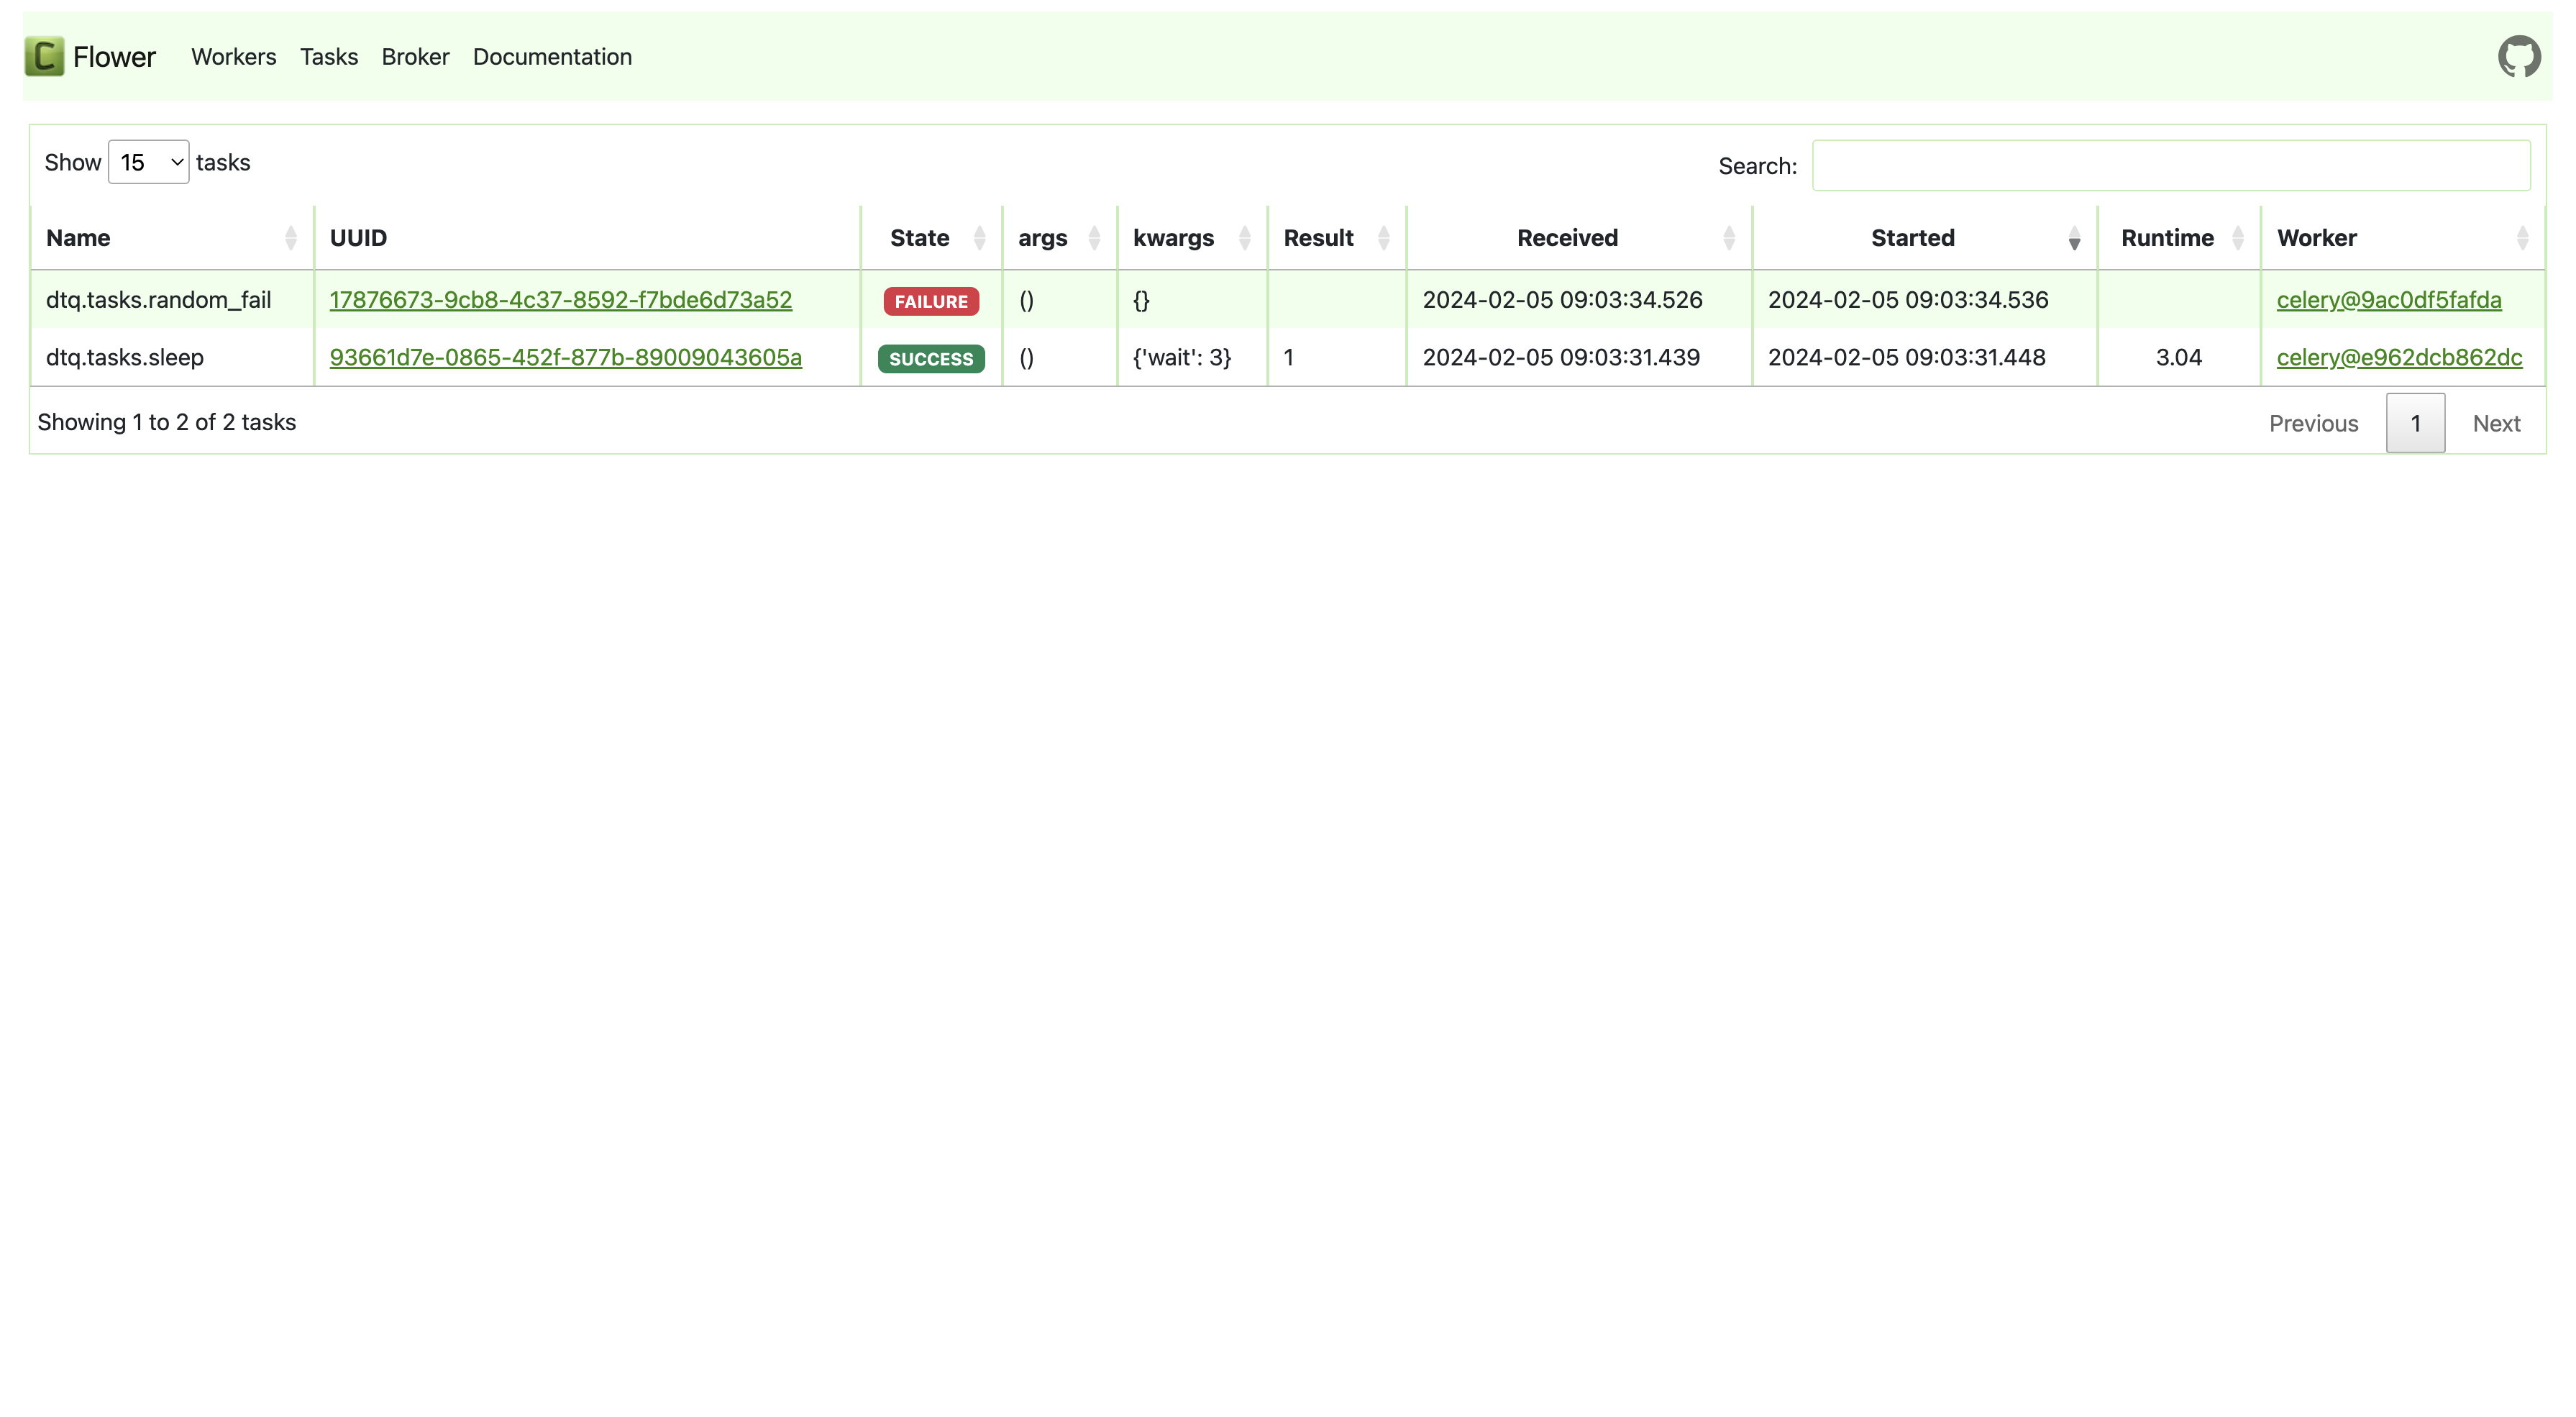 C Flower Workers Tasks Broker Documentation
Show 15 tasks Search:
Name UUID State args kwargs Result Received Started Runtime Worker
dtq.tasks.random_fail 17876673-9cb8-4c37-8592-f7bde6d73a52 FAILURE () {} 2024-02-05 09:03:34.526 2024-02-05 09:03:34.536 celery@9ac0df5fafda
dtq.tasks.sleep 93661d7e-0865-452f-877b-89009043605a SUCCESS () {'wait': 3} 1 2024-02-05 09:03:31.439 2024-02-05 09:03:31.448 3.04 celery@e962dcb862dc
Showing 1 to 2 of 2 tasks Previous 1 Next